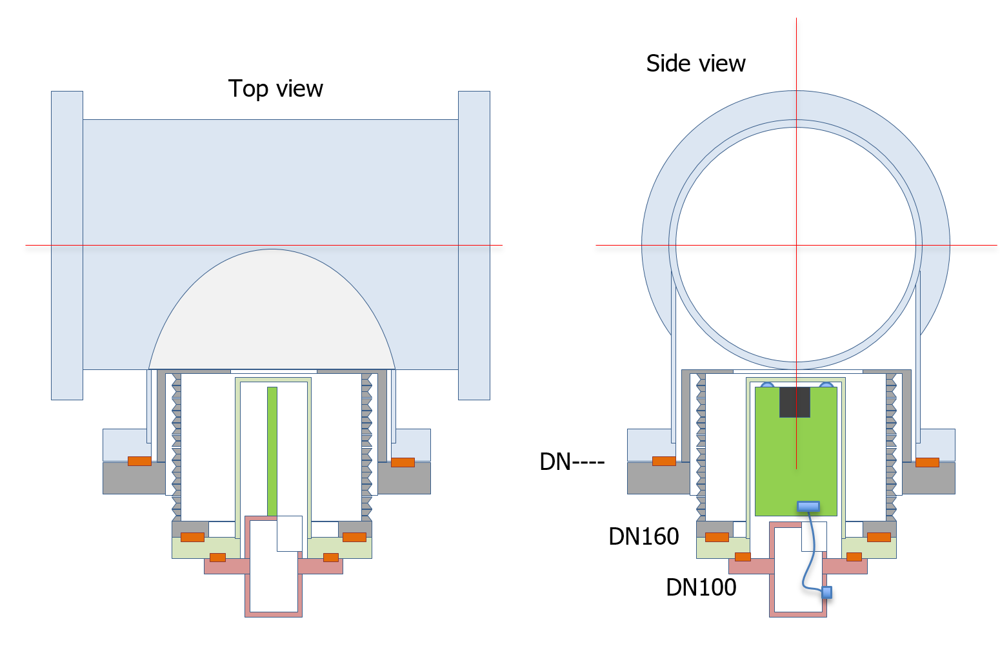 Top view
Side view
DN----
DN160
DN100